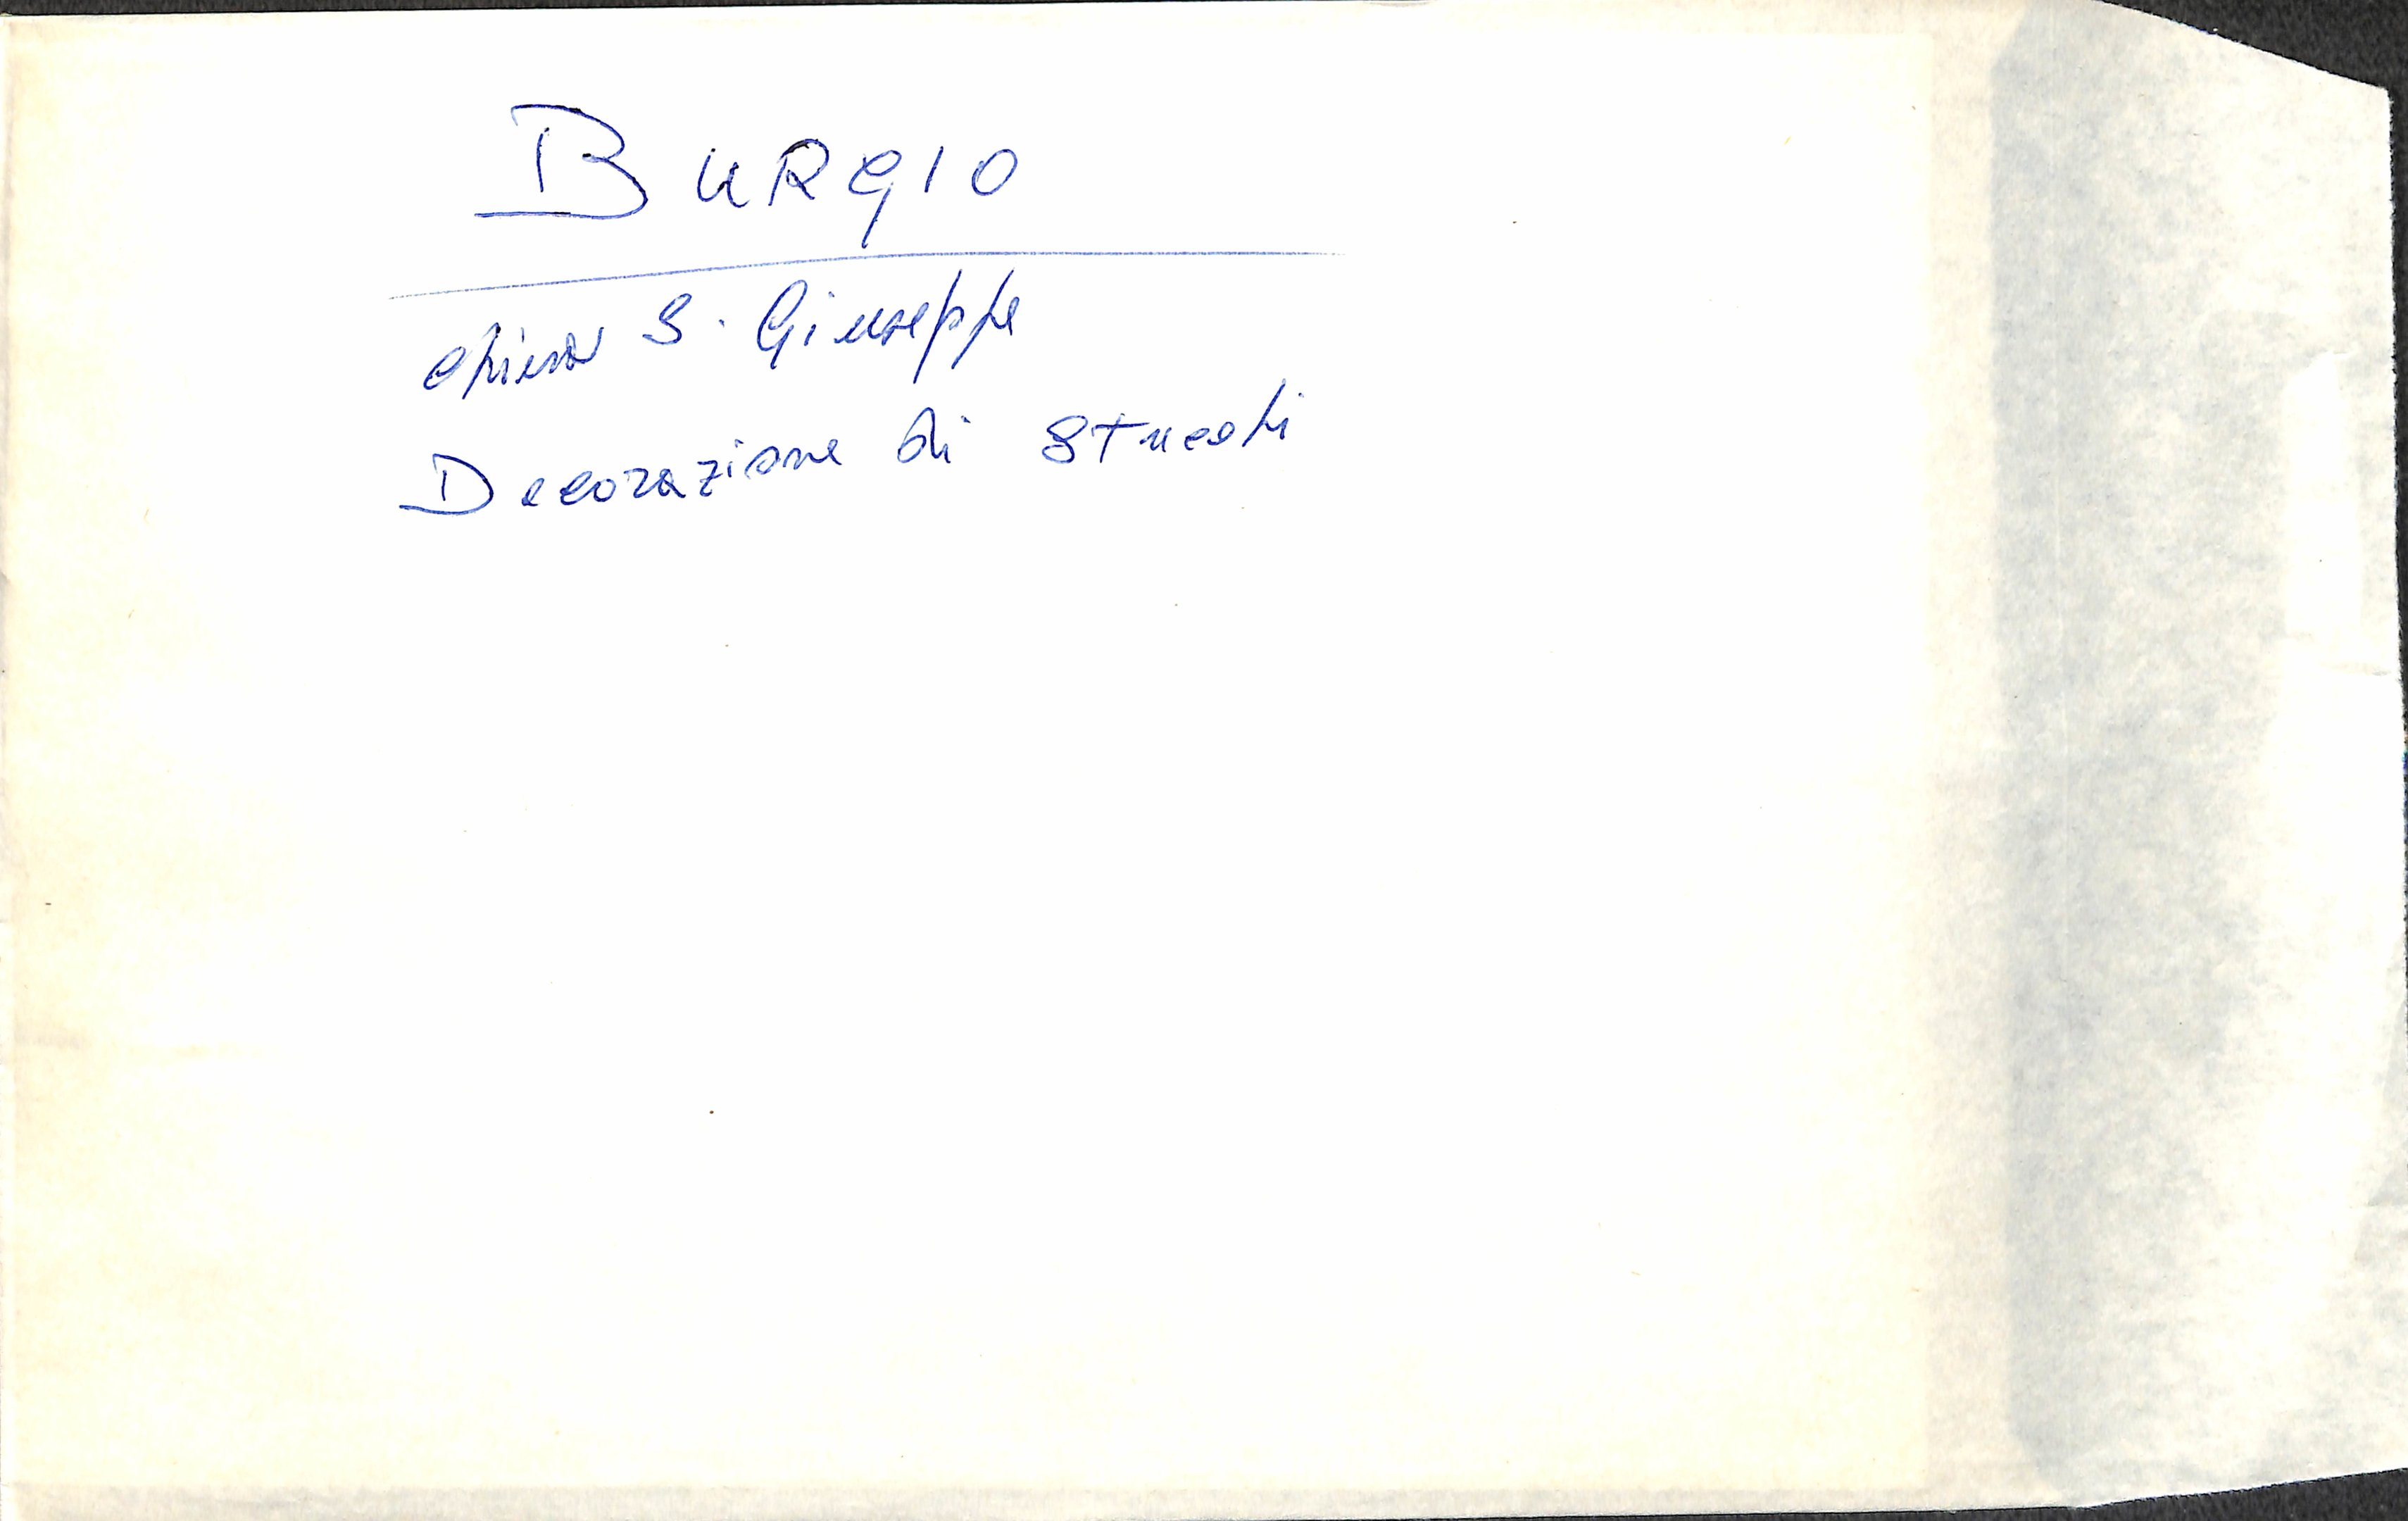 BURGIO
chiesa S. Giuseppe
Decorazione di stucchi